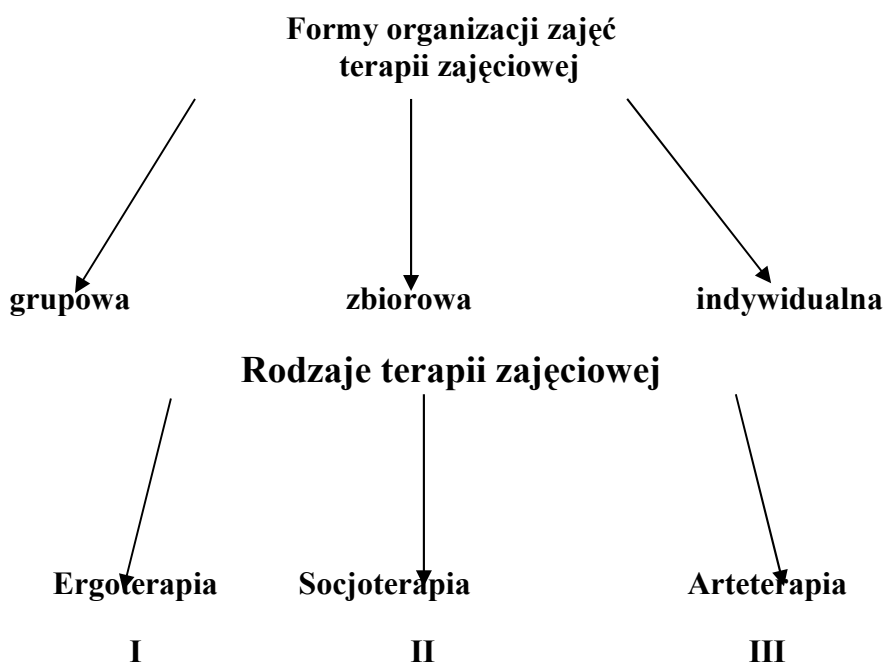 Formy organizacji zajęć
terapii zajęciowej
grupowa zbiorowa indywidualna
Rodzaje terapii zajęciowej
Ergoterapia Socjoterapia Arteterapia
I II III